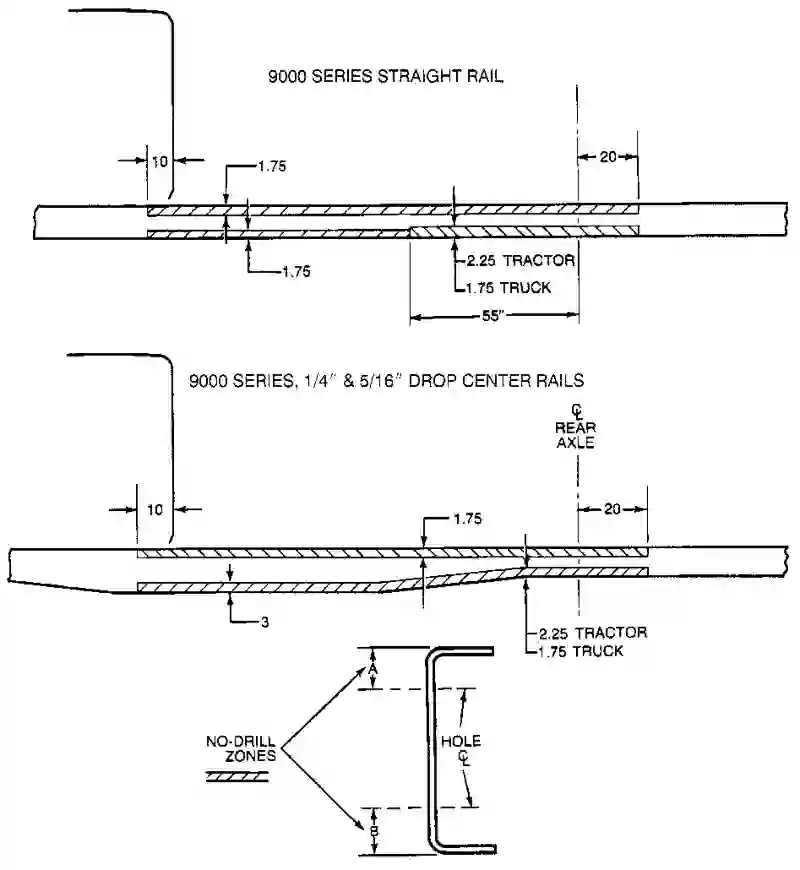 9000 SERIES STRAIGHT RAIL
10
20
1.75
1.75
2.25 TRACTOR
1.75 TRUCK
55"
9000 SERIES, 1/4" & 5/16" DROP CENTER RAILS
℄
REAR
AXLE
10
20
1.75
3
2.25 TRACTOR
1.75 TRUCK
A
NO-DRILL
ZONES
HOLE
℄
B